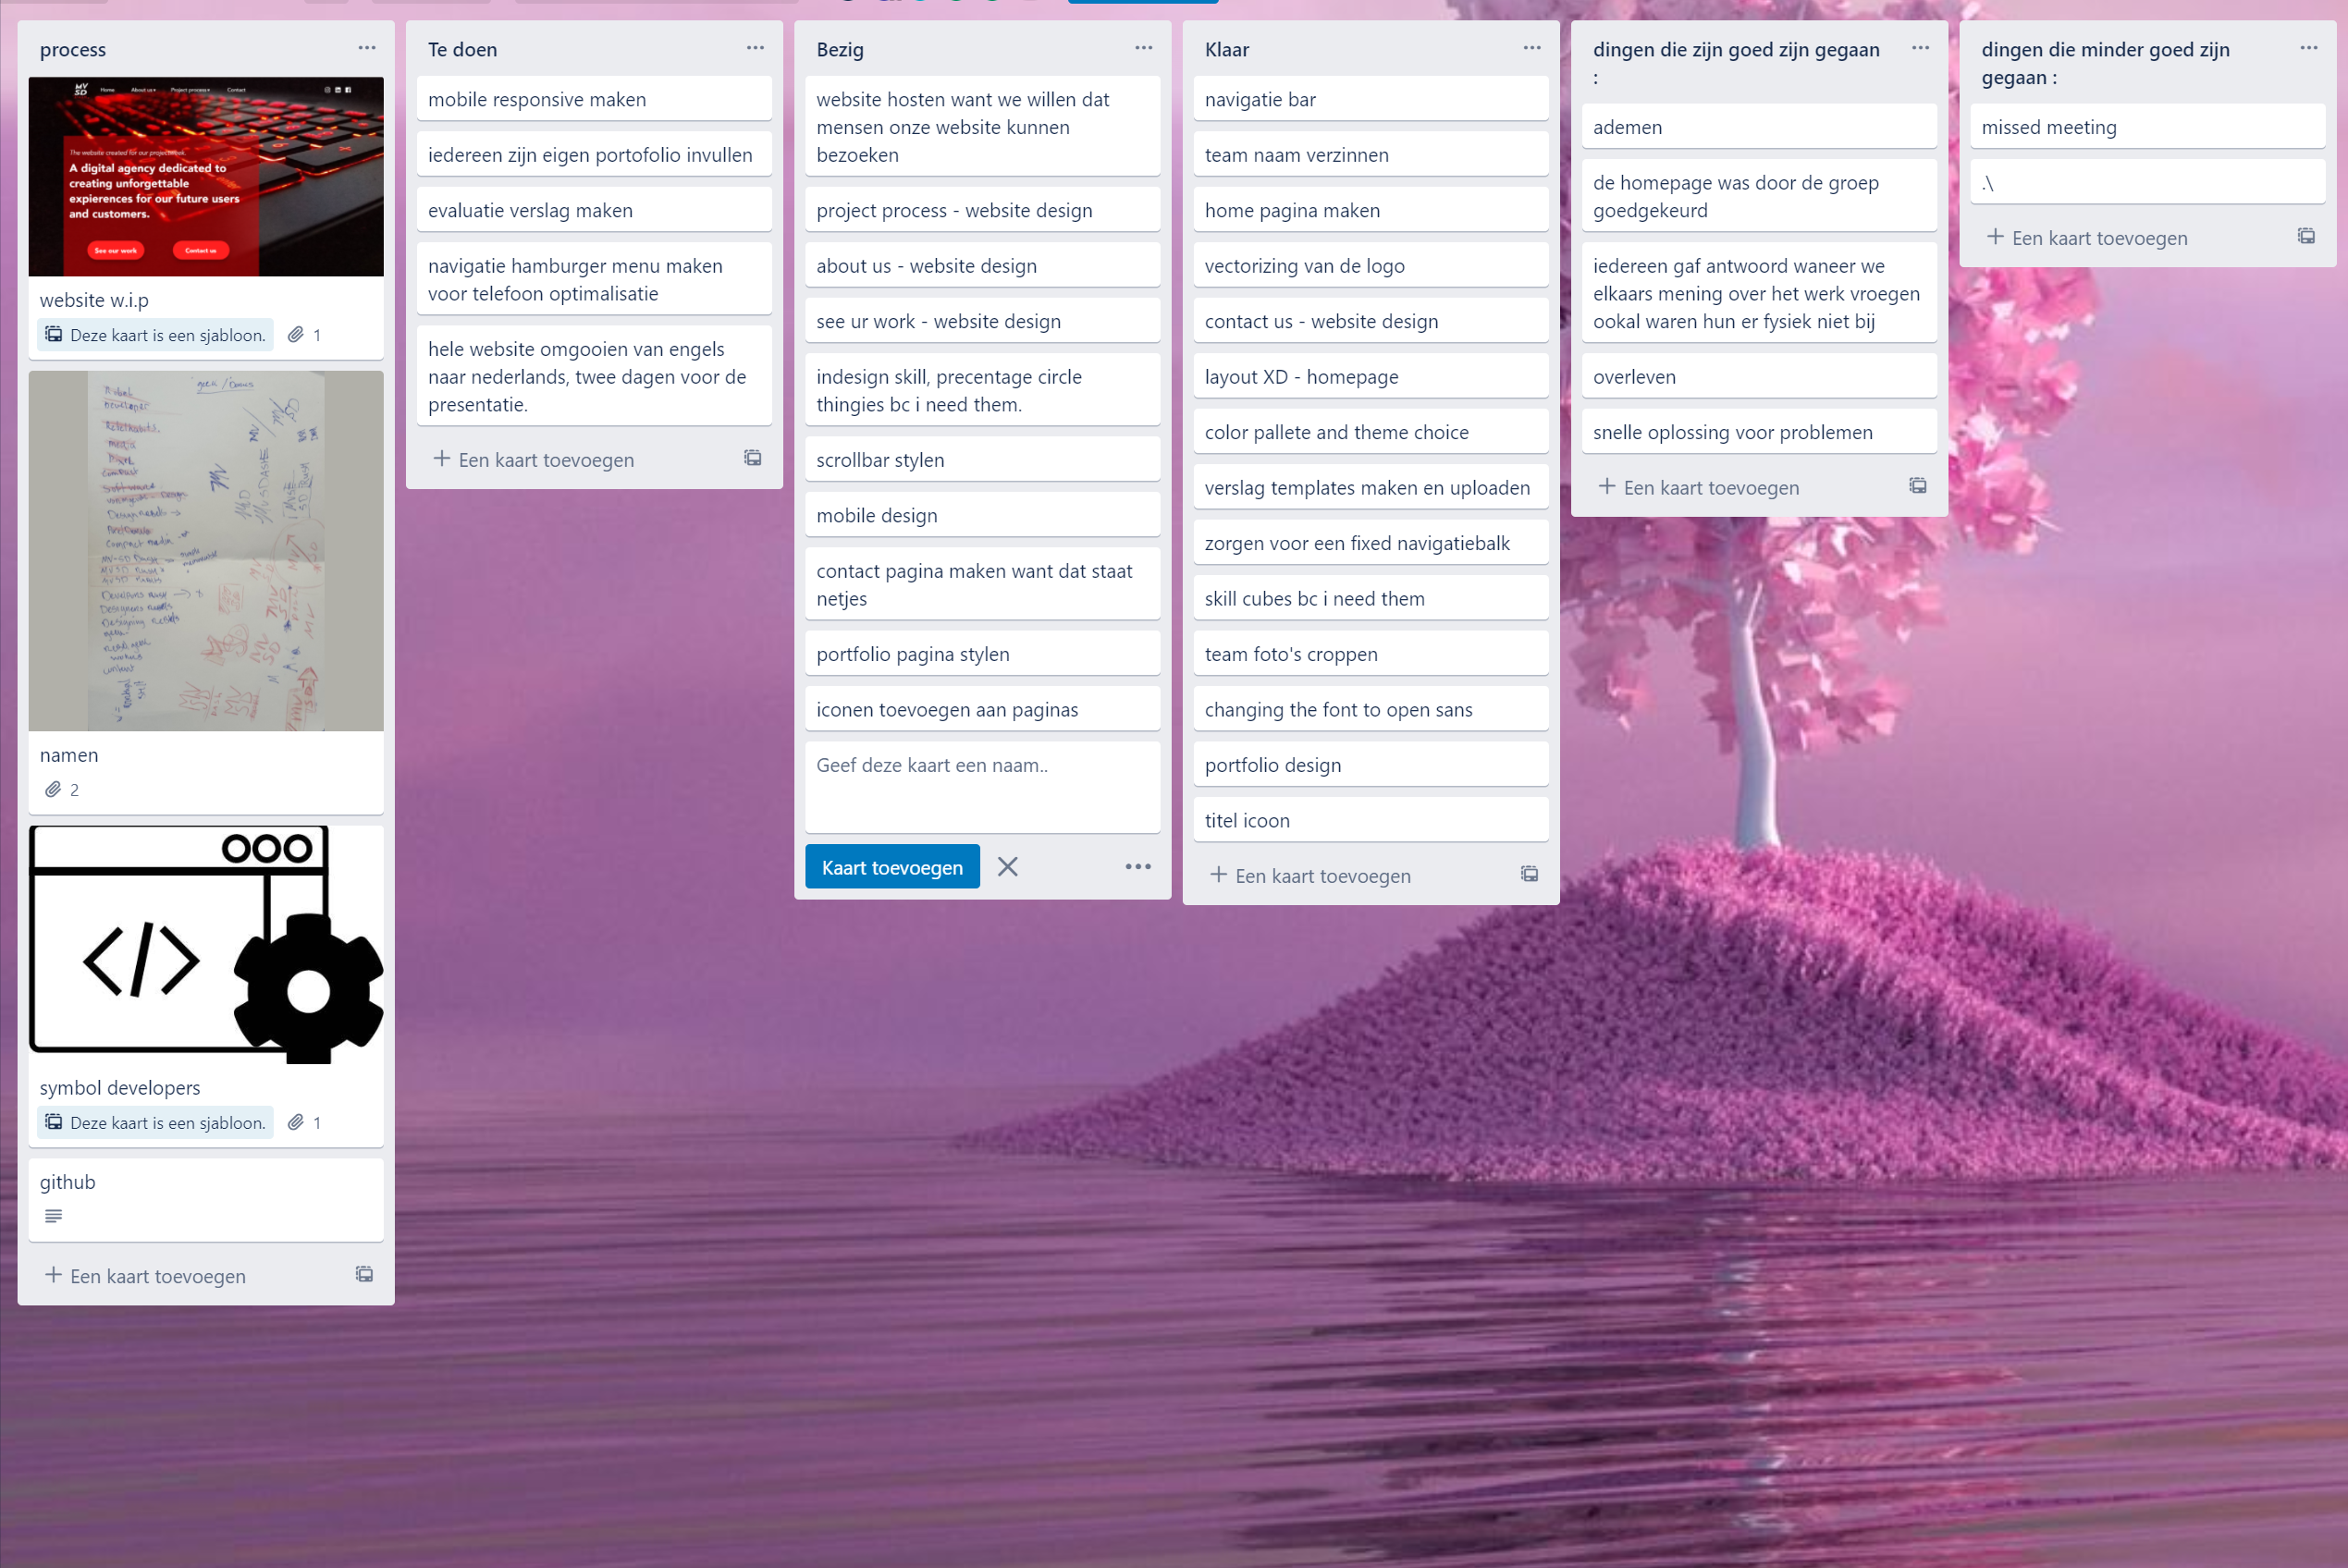 process
MV
SD
Home
About us
Project process
Contact
The website created for our projectweek.
A digital agency dedicated to
creating unforgettable
expierences for our future users
and customers.
See our work
Contact us
website w.i.p
Deze kaart is een sjabloon.
1
namen
2
</>
symbol developers
Deze kaart is een sjabloon.
1
github
Een kaart toevoegen
Te doen
mobile responsive maken
iedereen zijn eigen portofolio invullen
evaluatie verslag maken
navigatie hamburger menu maken
voor telefoon optimalisatie
hele website omgooien van engels
naar nederlands, twee dagen voor de
presentatie.
Een kaart toevoegen
Bezig
website hosten want we willen dat
mensen onze website kunnen
bezoeken
project process - website design
about us - website design
see ur work - website design
indesign skill, precentage circle
thingies bc i need them.
scrollbar stylen
mobile design
contact pagina maken want dat staat
netjes
portfolio pagina stylen
iconen toevoegen aan paginas
Geef deze kaart een naam..
Kaart toevoegen
Klaar
navigatie bar
team naam verzinnen
home pagina maken
vectorizing van de logo
contact us - website design
layout XD - homepage
color pallete and theme choice
verslag templates maken en uploaden
zorgen voor een fixed navigatiebalk
skill cubes bc i need them
team foto's croppen
changing the font to open sans
portfolio design
titel icoon
Een kaart toevoegen
dingen die zijn goed zijn gegaan
:
ademen
de homepage was door de groep
goedgekeurd
iedereen gaf antwoord waneer we
elkaars mening over het werk vroegen
ookal waren hun er fysiek niet bij
overleven
snelle oplossing voor problemen
Een kaart toevoegen
dingen die minder goed zijn
gegaan :
missed meeting
.\
Een kaart toevoegen